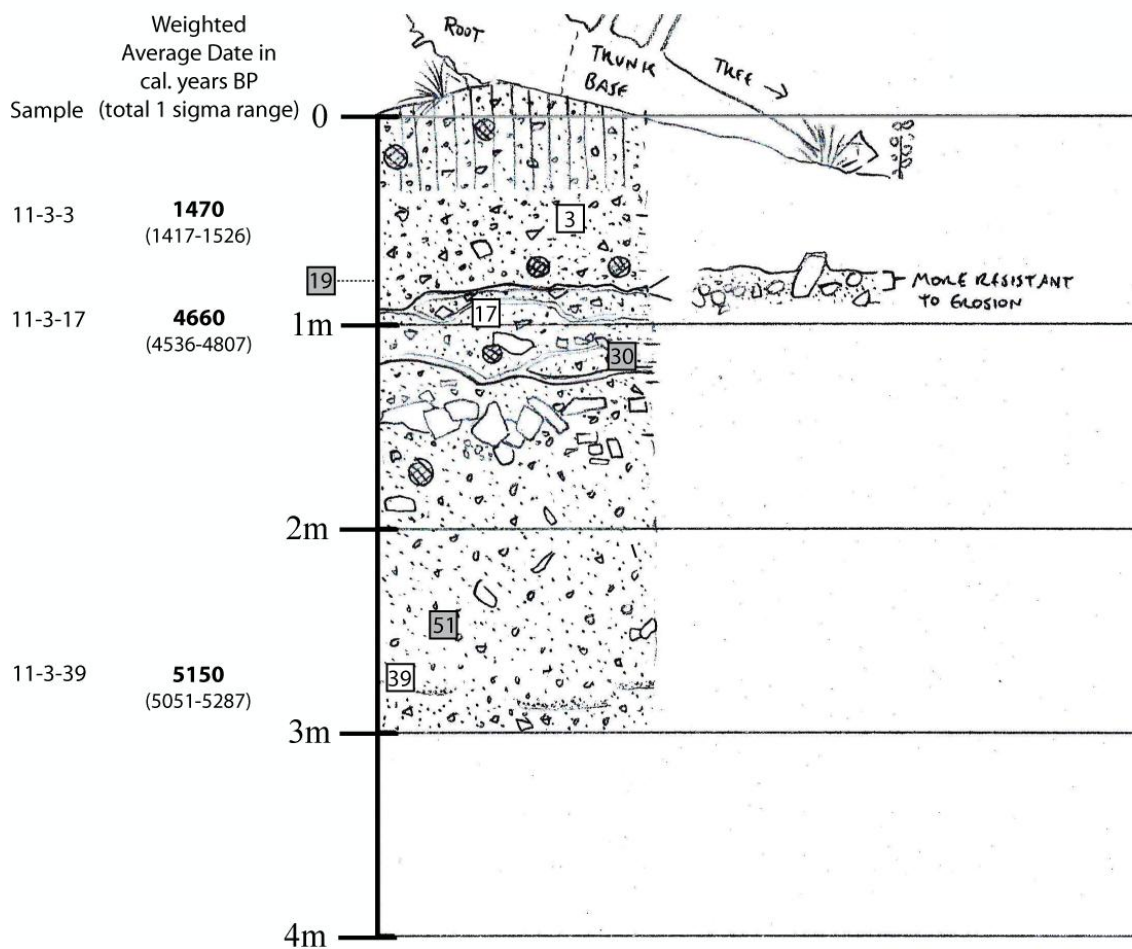 Weighted
Average Date in
cal. years BP
Sample (total 1 sigma range)
ROOT
TRUNK
BASE
TREE →
0
11-3-3 1470
(1417-1526)
3
19
MORE RESISTANT
TO EROSION
11-3-17 4660
(4536-4807)
17
1m
30
2m
51
11-3-39 5150
(5051-5287)
39
3m
4m